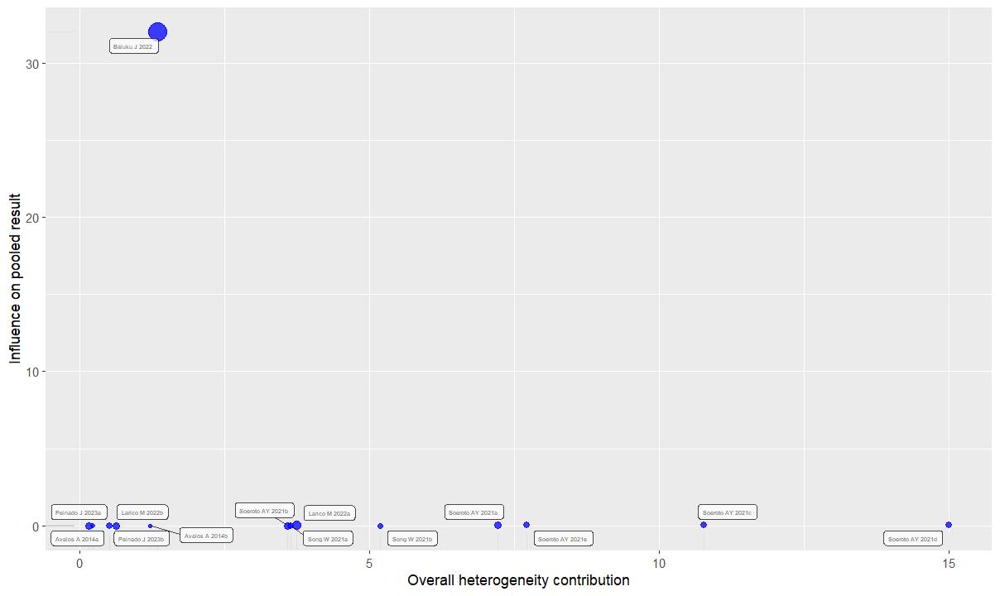 Baluku J 2022
30
20
10
0
Influence on pooled result
Peinado J 2023a
Larico M 2022b
Soeroto AY 2021b
Larico M 2022a
Soeroto AY 2021a
Soeroto AY 2021c
Avalos A 2014a
Peinado J 2023b
Avalos A 2014b
Song W 2021a
Song W 2021b
Soeroto AY 2021e
Soeroto AY 2021d
0
5
10
15
Overall heterogeneity contribution